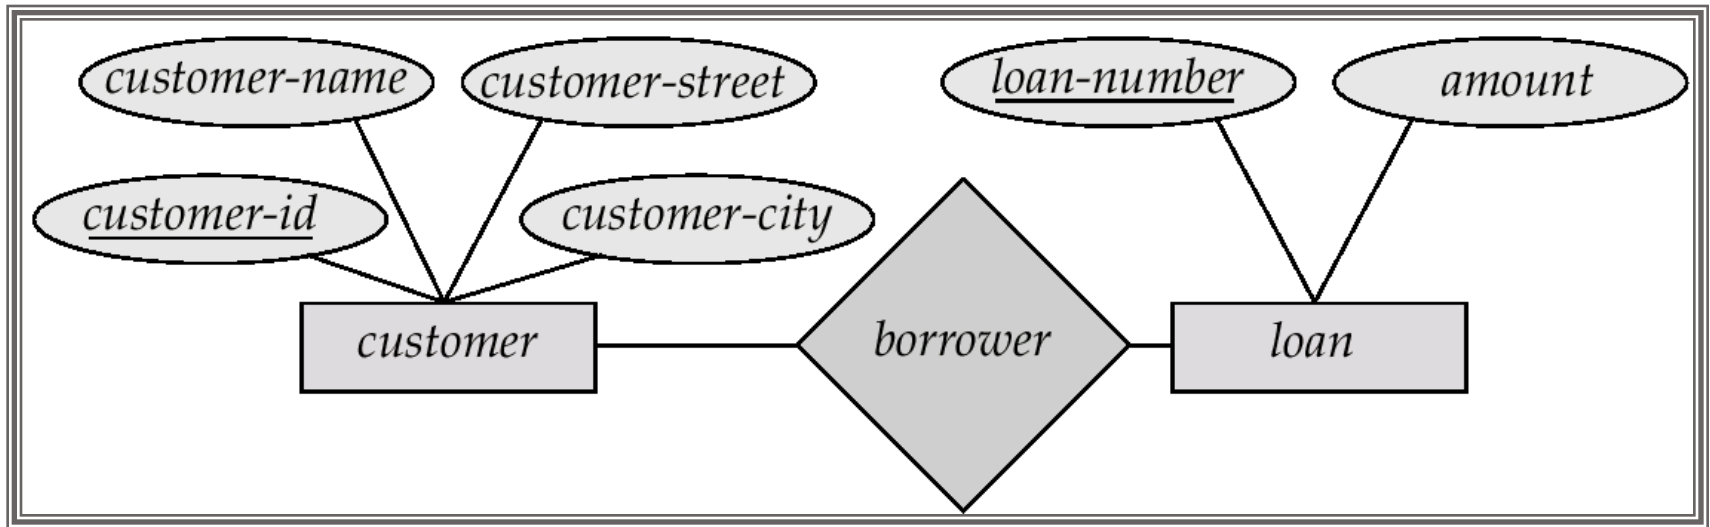 customer-name
customer-street
loan-number
amount
customer-id
customer-city
customer
borrower
loan